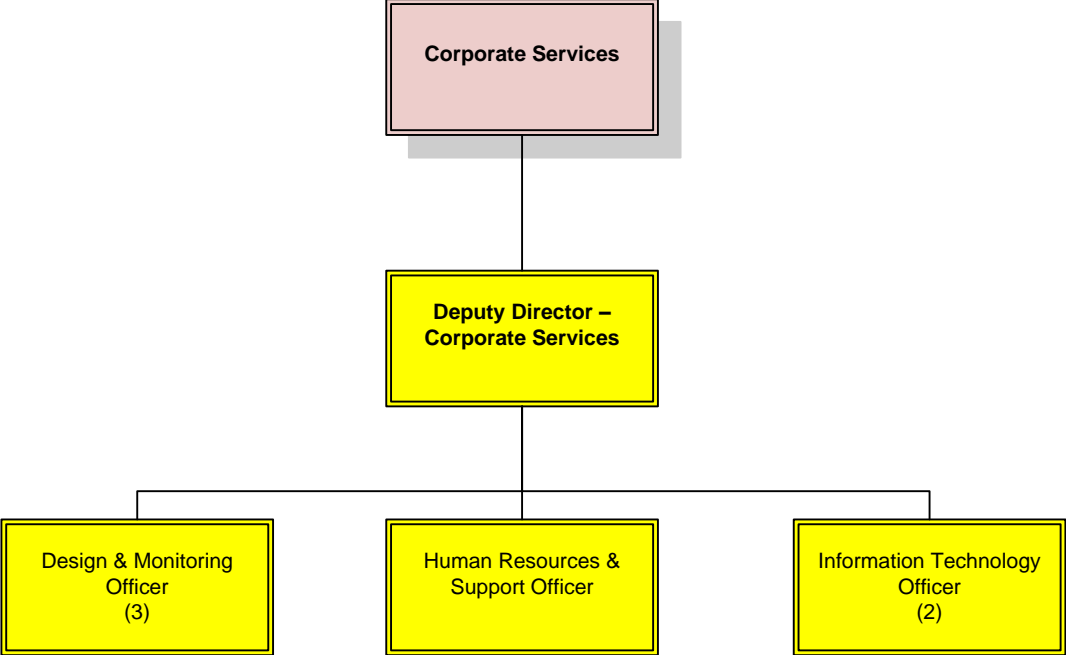 Corporate Services
Deputy Director –
Corporate Services
Design & Monitoring
Officer
(3)
Human Resources &
Support Officer
Information Technology
Officer
(2)